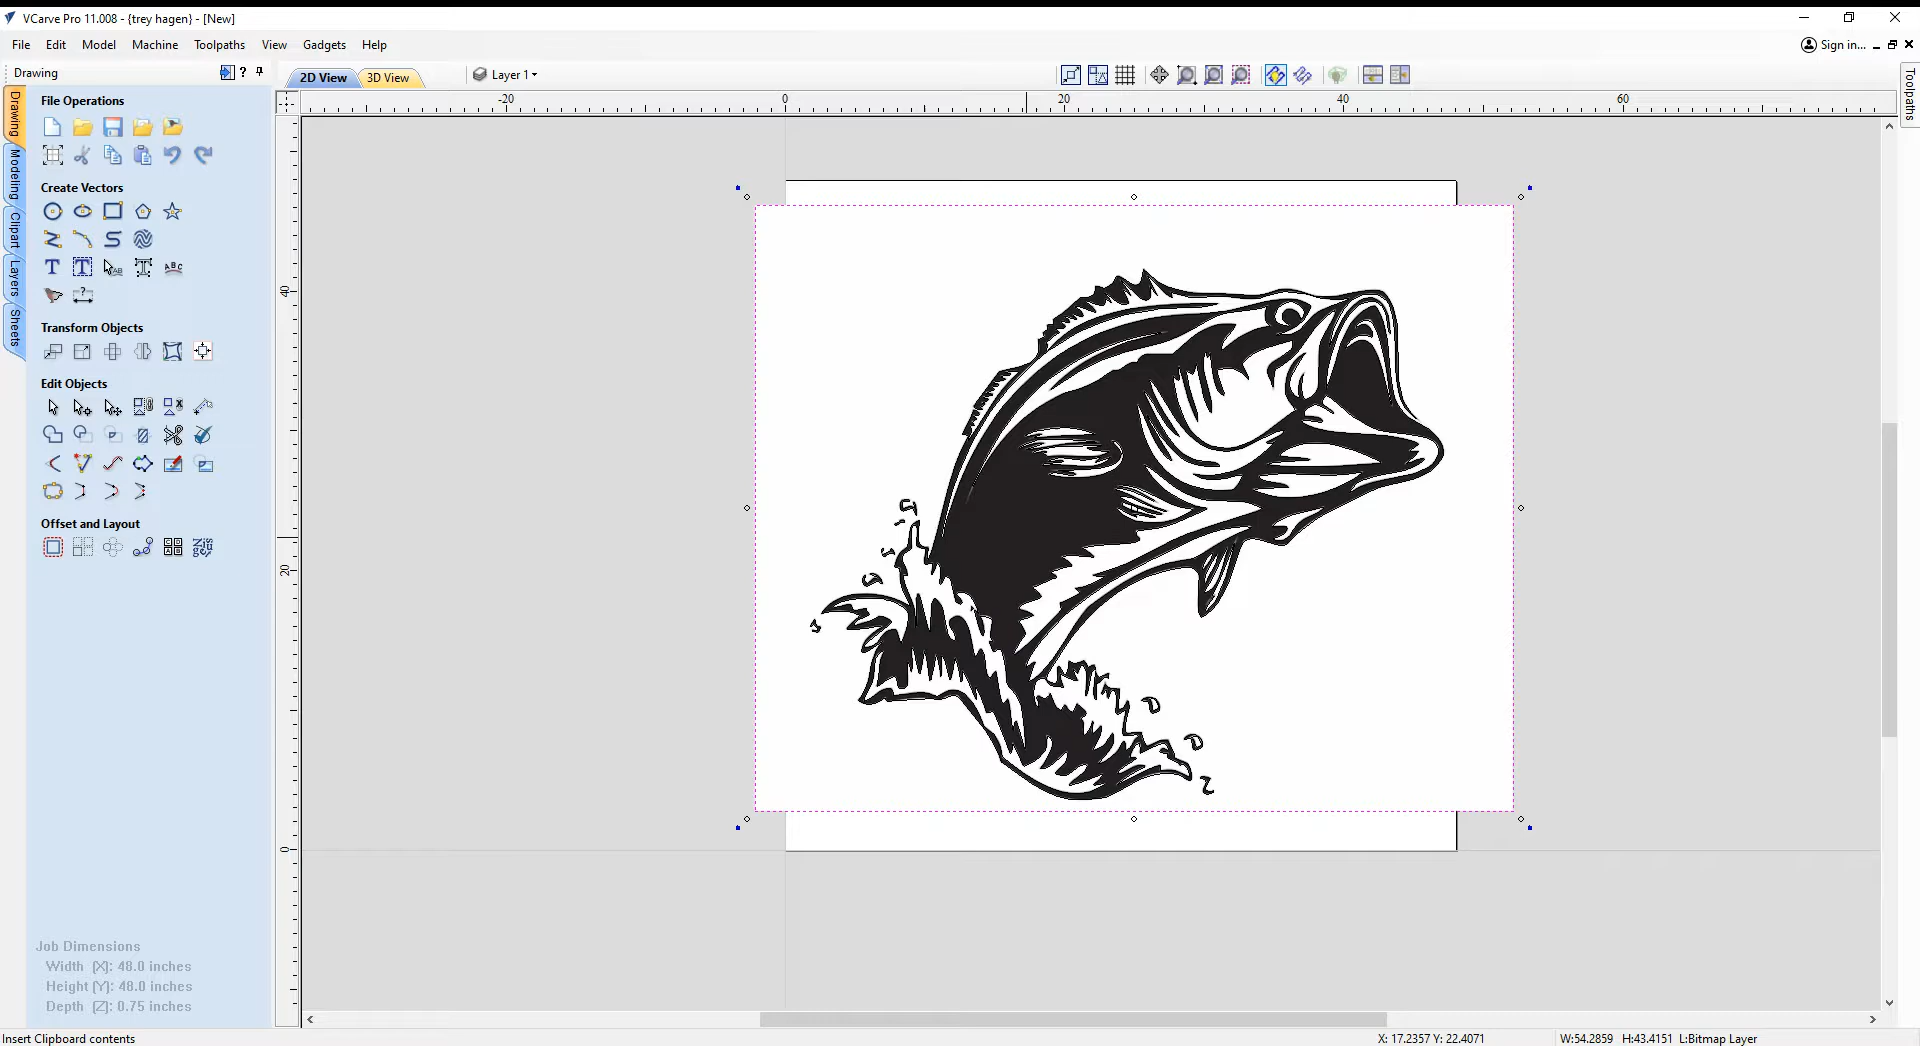 VCarve Pro 11.008 - {trey hagen} - [New]
File Edit Model Machine Toolpaths View Gadgets Help
Sign in...
Drawing
2D View 3D View
Layer 1
Toolpaths
Drawing
Modeling
Clipart
Layers
Sheets
File Operations
Create Vectors
Transform Objects
Edit Objects
Offset and Layout
-20 0 20 40 60
40
20
0
Job Dimensions
Width (X): 48.0 inches
Height (Y): 48.0 inches
Depth (Z): 0.75 inches
Insert Clipboard contents
X: 17.2357 Y: 22.4071
W:54.2859 H:43.4151 L:Bitmap Layer